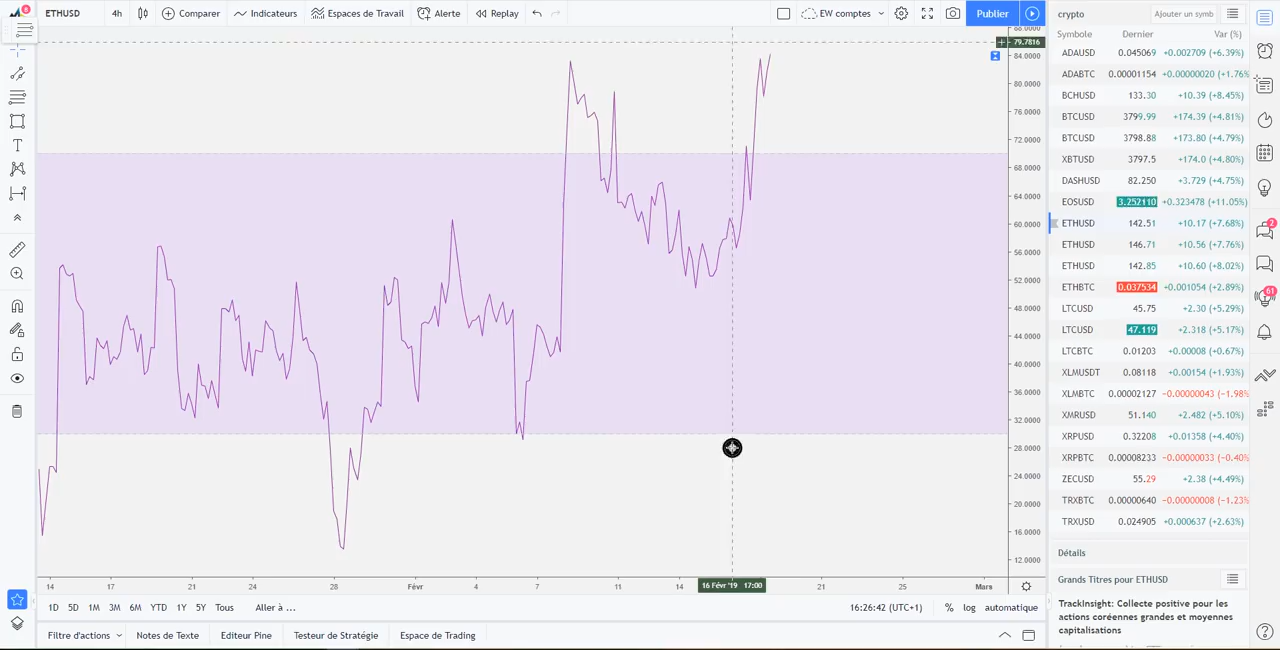 8 ETHUSD 4h Comparer Indicateurs Espaces de Travail Alerte Replay EW comptes Publier
crypto Ajouter un symb
Symbole Dernier Var (%)
ADAUSD 0.045069 +0.002709 (+6.39%)
ADABTC 0.00001154 +0.00000020 (+1.76%
BCHUSD 133.30 +10.39 (+8.45%)
BTCUSD 3799.99 +174.39 (+4.81%)
BTCUSD 3798.88 +173.80 (+4.79%)
XBTUSD 3797.5 +174.0 (+4.80%)
DASHUSD 82.250 +3.729 (+4.75%)
EOSUSD 3.252110 +0.323478 (+11.05%)
ETHUSD 142.51 +10.17 (+7.68%)
ETHUSD 146.71 +10.56 (+7.76%)
ETHUSD 142.85 +10.60 (+8.02%)
ETHBTC 0.037534 +0.001054 (+2.89%)
LTCUSD 45.75 +2.30 (+5.29%)
LTCUSD 47.119 +2.318 (+5.17%)
LTCBTC 0.01203 +0.00008 (+0.67%)
XLMUSDT 0.08118 +0.00154 (+1.93%)
XLMBTC 0.00002127 −0.00000043 (−1.98%
XMRUSD 51.140 +2.482 (+5.10%)
XRPUSD 0.32208 +0.01358 (+4.40%)
XRPBTC 0.00008233 −0.00000033 (−0.40%
ZECUSD 55.29 +2.38 (+4.49%)
TRXBTC 0.00000640 −0.00000008 (−1.23%
TRXUSD 0.024905 +0.000637 (+2.63%)
Détails
Grands Titres pour ETHUSD
TrackInsight: Collecte positive pour les
actions coréennes grandes et moyennes
capitalisations
2
61
88.0000
79.7816
84.0000
80.0000
76.0000
72.0000
68.0000
64.0000
60.0000
56.0000
52.0000
48.0000
44.0000
40.0000
36.0000
32.0000
28.0000
24.0000
20.0000
16.0000
12.0000
14 17 21 24 28 Févr 4 7 11 14 16 Févr '19 17:00 21 25 Mars
1D 5D 1M 3M 6M YTD 1Y 5Y Tous Aller à ... 16:26:42 (UTC+1) % log automatique
Filtre d'actions Notes de Texte Editeur Pine Testeur de Stratégie Espace de Trading